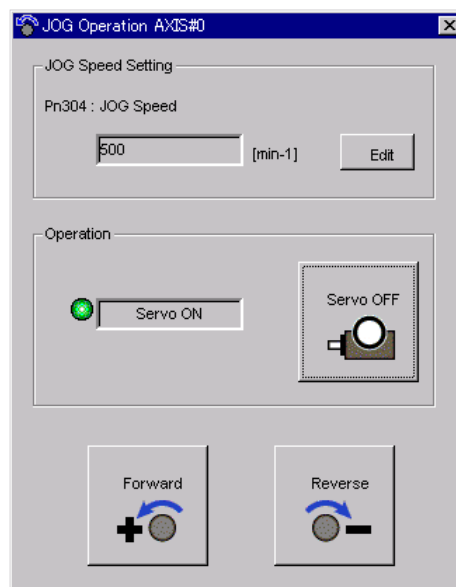 JOG Operation AXIS#0
JOG Speed Setting
Pn304 : JOG Speed
500 [min-1] Edit
Operation
Servo ON
Servo OFF
Forward
Reverse